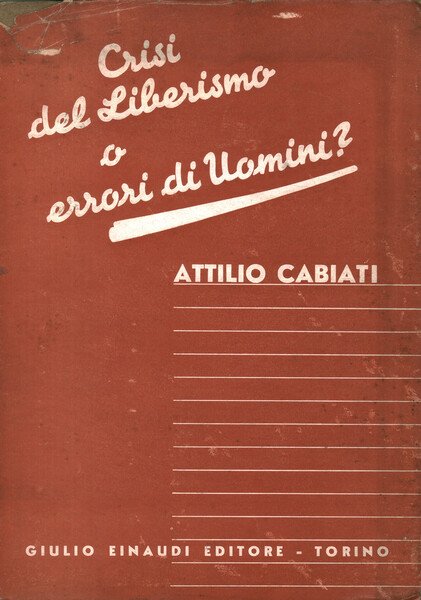 Crisi
del Liberismo
o
errori di Uomini?
ATTILIO CABIATI
GIULIO EINAUDI EDITORE - TORINO